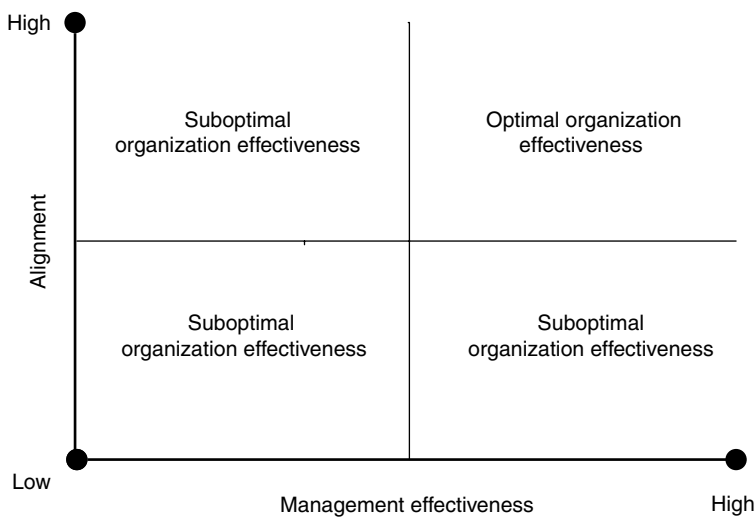 High
Suboptimal
organization effectiveness
Optimal organization
effectiveness
Alignment
Suboptimal
organization effectiveness
Suboptimal
organization effectiveness
Low
Management effectiveness
High